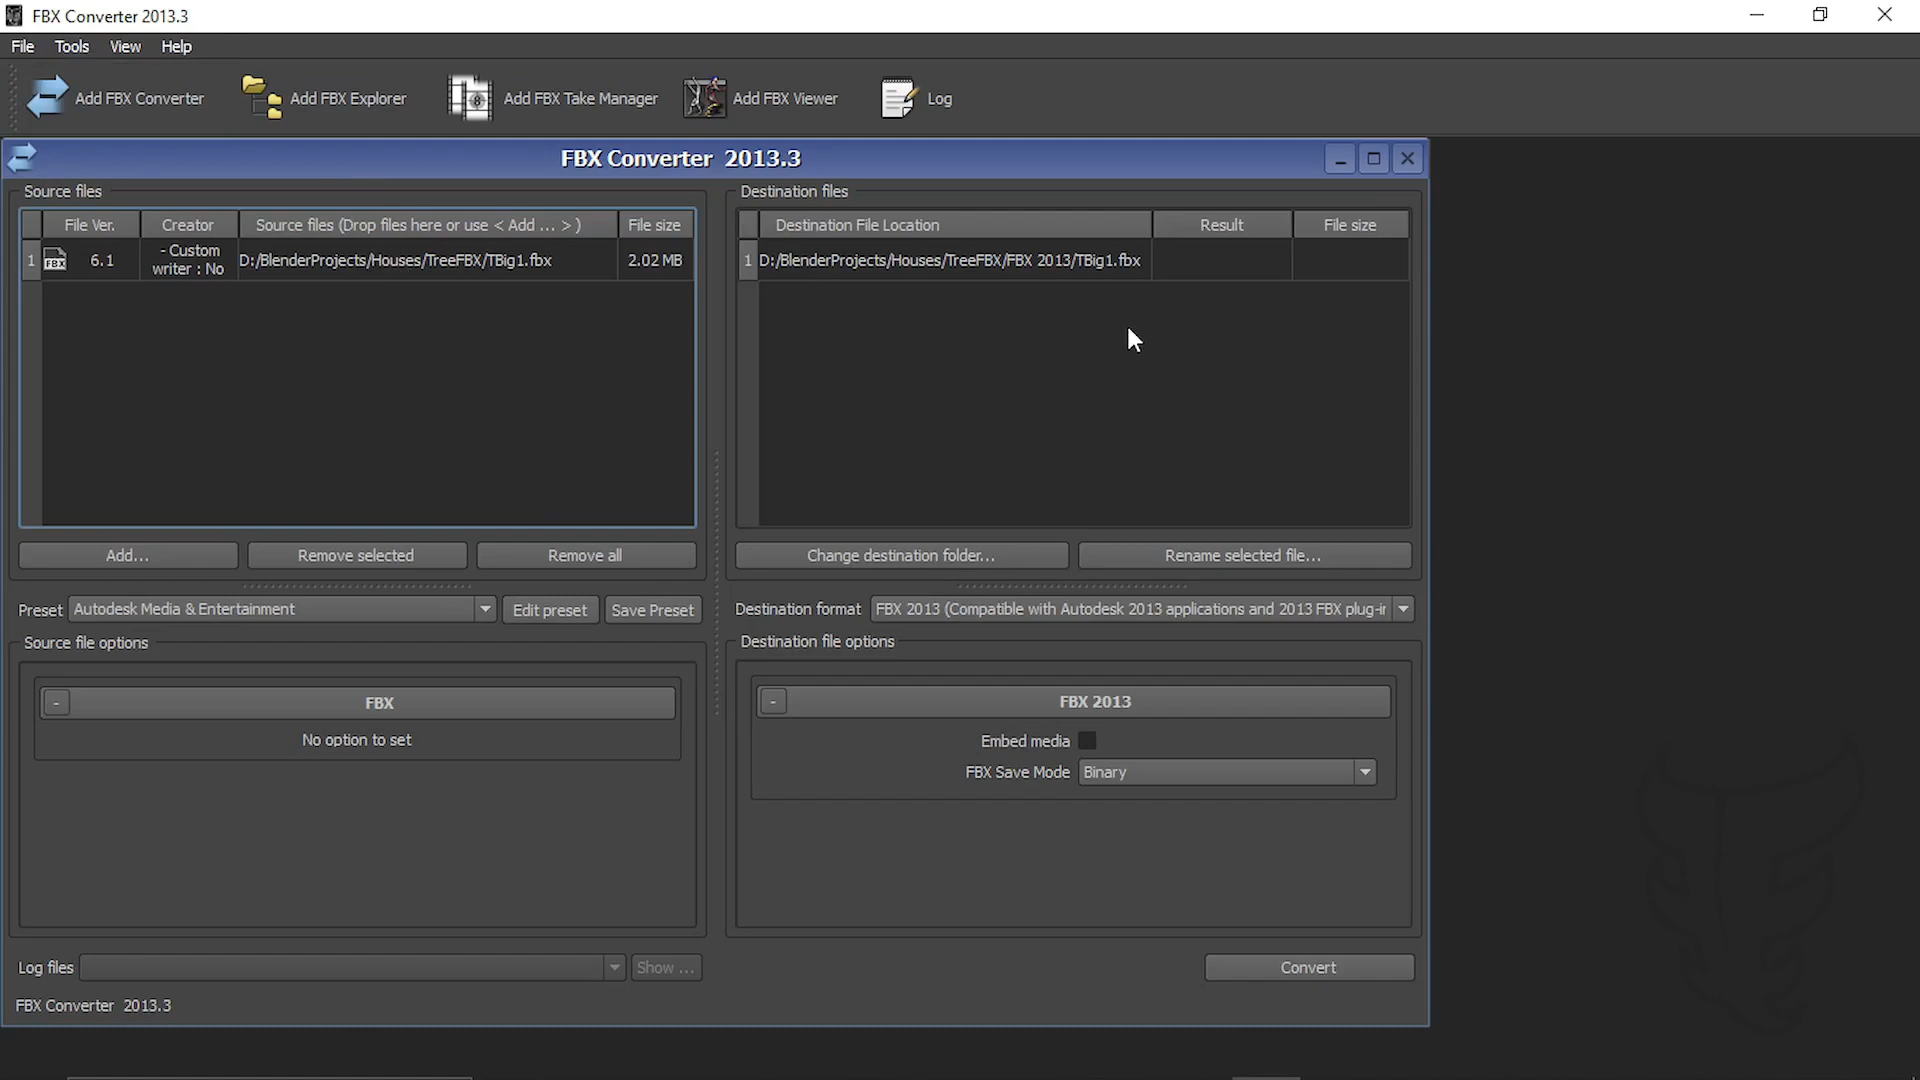 FBX Converter 2013.3
File Tools View Help
Add FBX Converter Add FBX Explorer Add FBX Take Manager Add FBX Viewer Log
FBX Converter 2013.3
Source files Destination files
File Ver. Creator Source files (Drop files here or use < Add ... > ) File size Destination File Location Result File size
1 FBX 6.1 - Custom writer : No D:/BlenderProjects/Houses/TreeFBX/TBig1.fbx 2.02 MB 1 D:/BlenderProjects/Houses/TreeFBX/FBX 2013/TBig1.fbx
Add... Remove selected Remove all Change destination folder... Rename selected file...
Preset Autodesk Media & Entertainment Edit preset Save Preset Destination format FBX 2013 (Compatible with Autodesk 2013 applications and 2013 FBX plug-ir
Source file options Destination file options
- FBX - FBX 2013
No option to set Embed media
FBX Save Mode Binary
Log files Show ... Convert
FBX Converter 2013.3